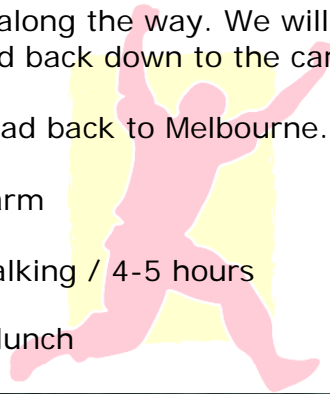 along the way. We will
d back down to the car
ad back to Melbourne.
arm
alking / 4-5 hours
lunch